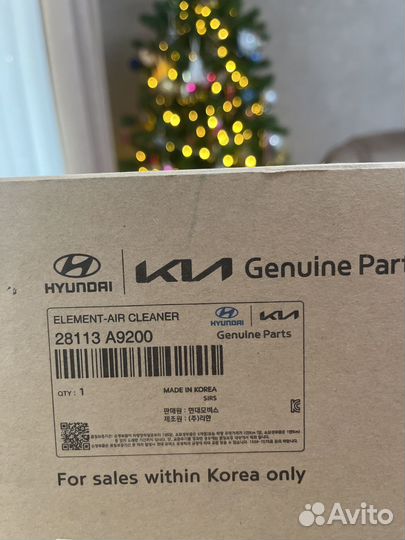 HYUNDAI KIA Genuine Part
ELEMENT-AIR CLEANER
28113 A9200
HYUNDAI KIA
Genuine Parts
QTY : 1
MADE IN KOREA
SIRS
판매원 : 현대모비스
제조원 : (주)리한
For sales within Korea only
Avito